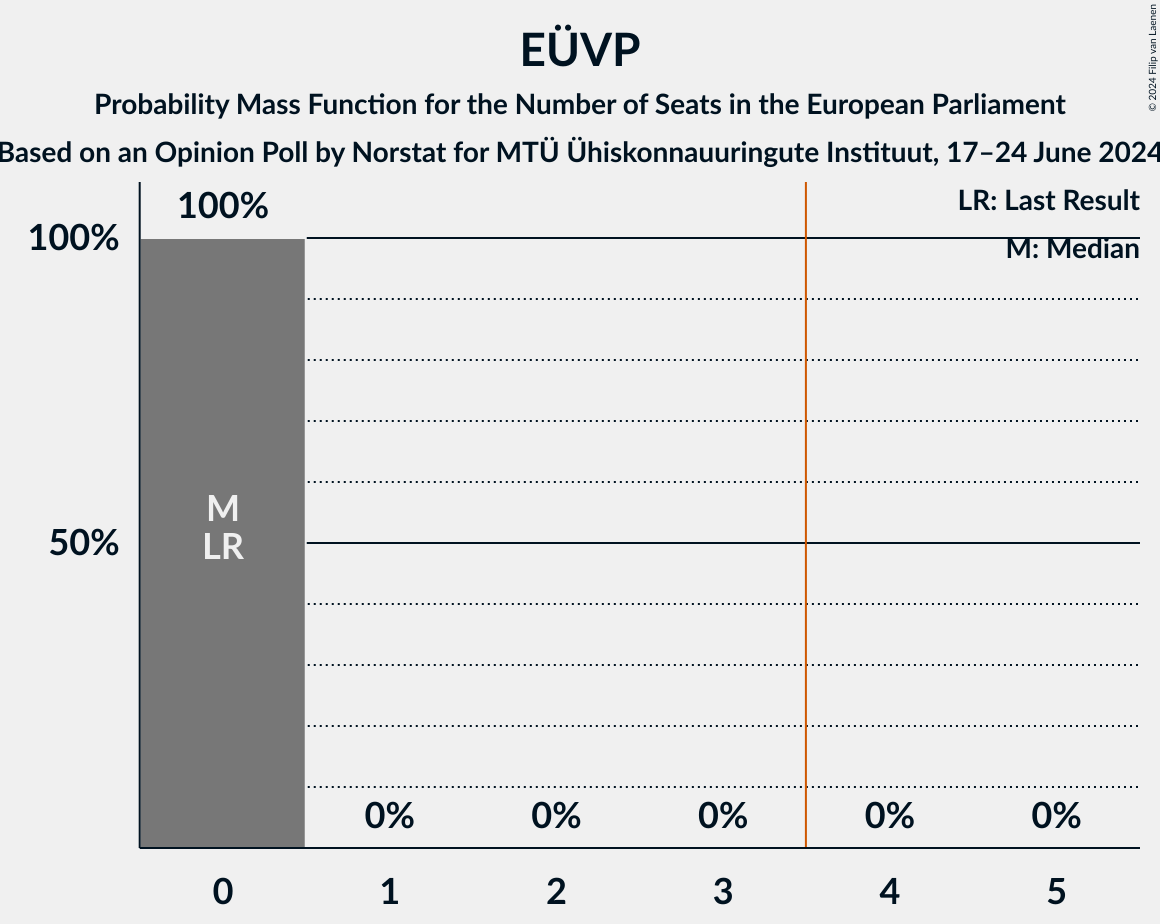 EÜVP
Probability Mass Function for the Number of Seats in the European Parliament
Based on an Opinion Poll by Norstat for MTÜ Ühiskonnauuringute Instituut, 17–24 June 2024
© 2024 Filip van Laenen
LR: Last Result
M: Median
100%
100%
50%
M
LR
0% 0% 0% 0% 0%
0 1 2 3 4 5